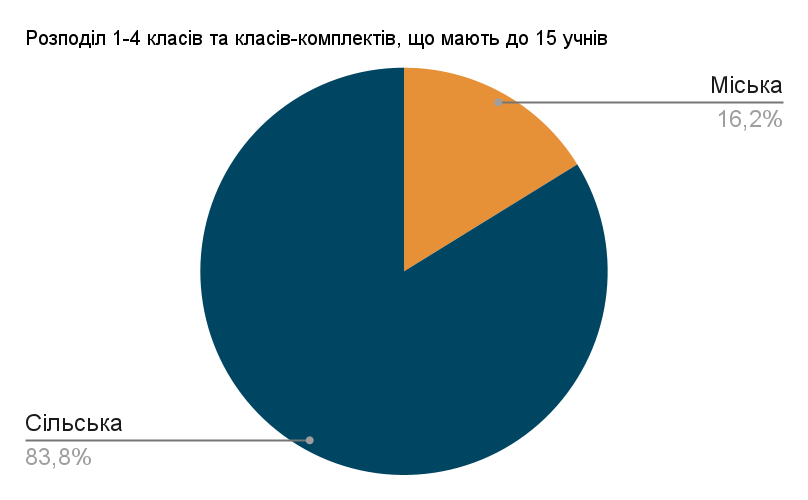 Розподіл 1-4 класів та класів-комплектів, що мають до 15 учнів
Міська
16,2%
Сільська
83,8%